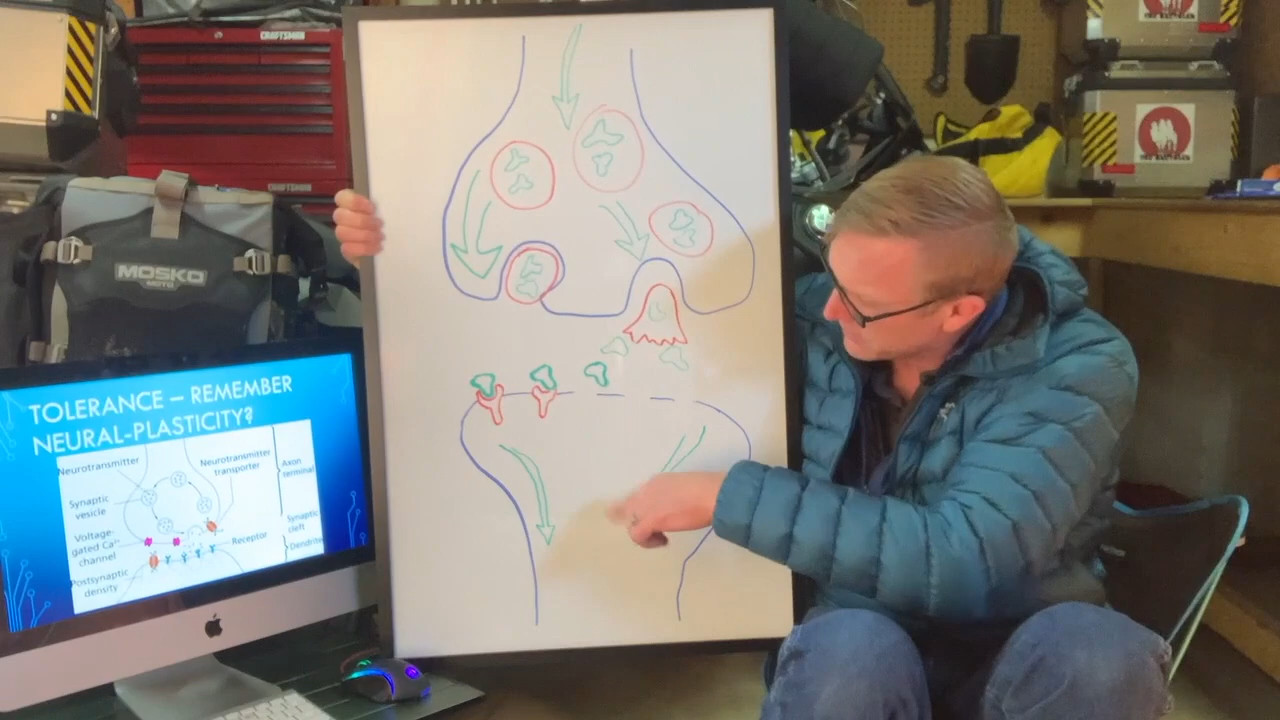 CRAFTSMAN
CRAFTSMAN
MOSKO
MOTO
TOLERANCE – REMEMBER
NEURAL-PLASTICITY?
Neurotransmitter
Neurotransmitter
transporter
Axon
terminal
Synaptic
vesicle
Voltage-
gated Ca²⁺
channel
Synaptic
cleft
Receptor
Dendrite
Postsynaptic
density